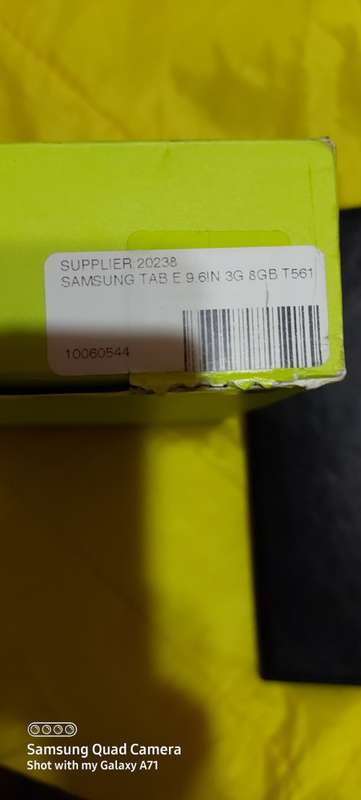 SUPPLIER 20238
SAMSUNG TAB E 9.6IN 3G 8GB T561
10060544
Samsung Quad Camera
Shot with my Galaxy A71